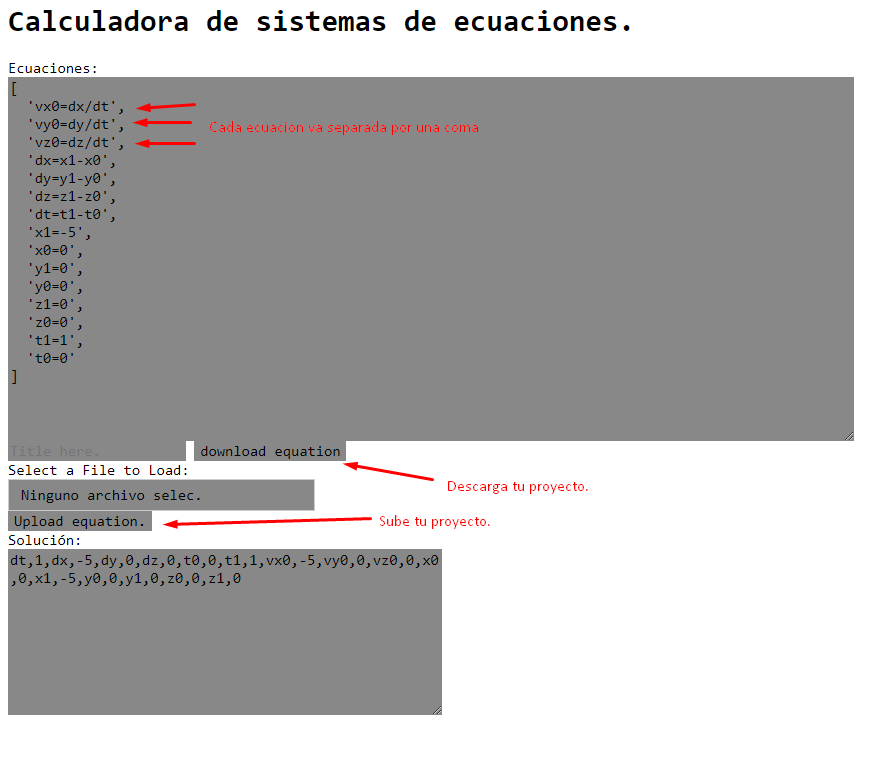 Calculadora de sistemas de ecuaciones.
Ecuaciones:
[
'vx0=dx/dt',
'vy0=dy/dt', Cada ecuacion va separada por una coma
'vz0=dz/dt',
'dx=x1-x0',
'dy=y1-y0',
'dz=z1-z0',
'dt=t1-t0',
'x1=-5',
'x0=0',
'y1=0',
'y0=0',
'z1=0',
'z0=0',
't1=1',
't0=0'
]
Title here. download equation
Select a File to Load:
Descarga tu proyecto.
Ninguno archivo selec.
Upload equation. Sube tu proyecto.
Solución:
dt,1,dx,-5,dy,0,dz,0,t0,0,t1,1,vx0,-5,vy0,0,vz0,0,x0
,0,x1,-5,y0,0,y1,0,z0,0,z1,0